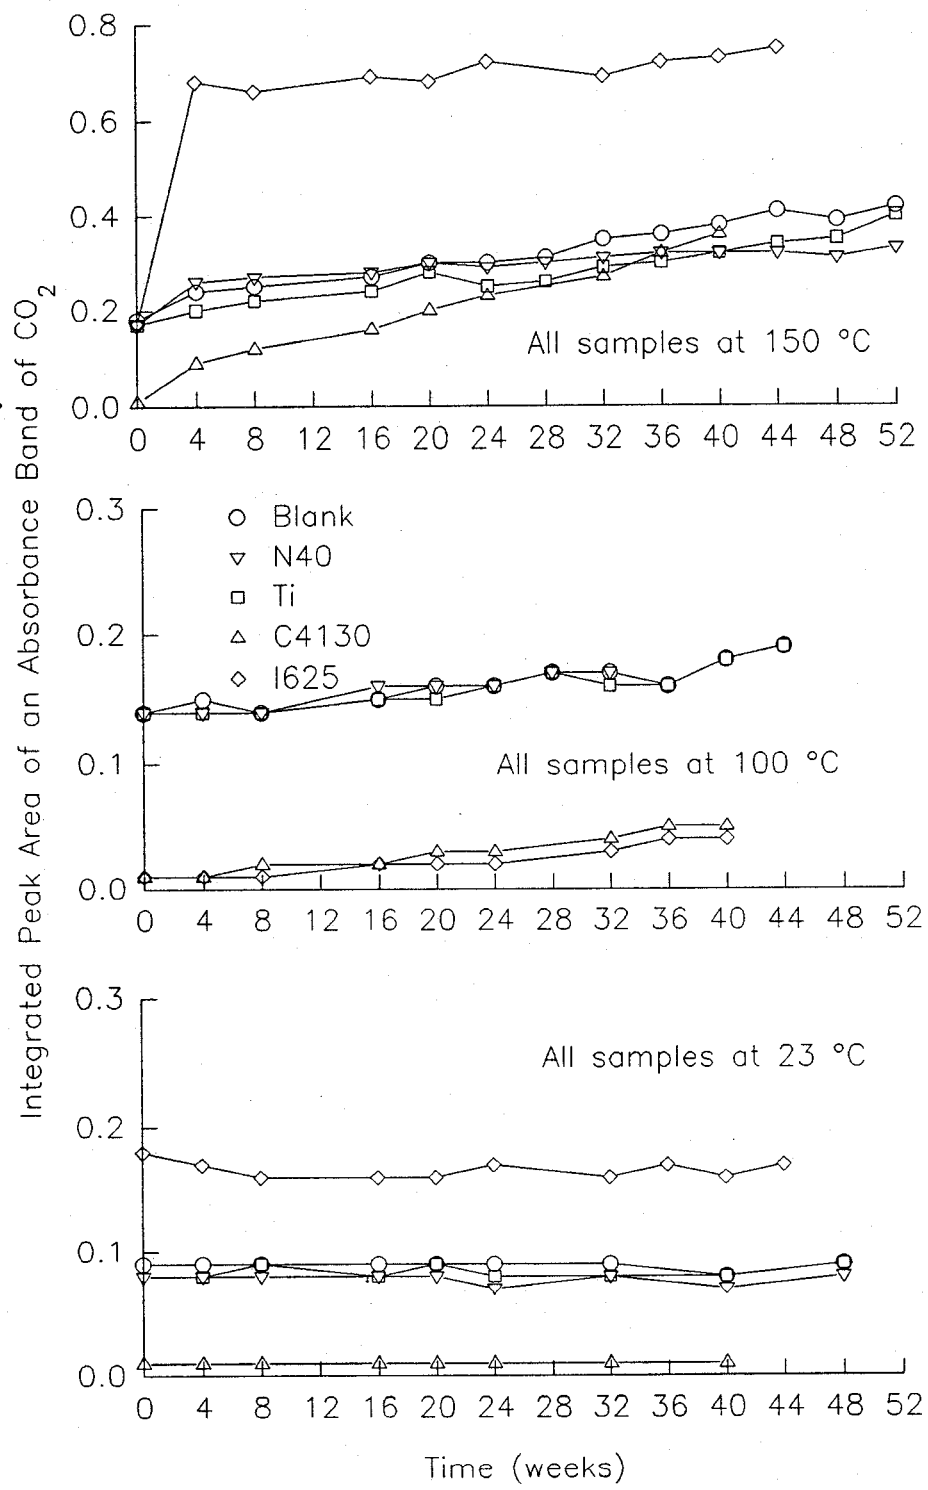 Integrated Peak Area of an Absorbance Band of CO2
0.8
0.6
0.4
0.2
0.0
All samples at 150 °C
0 4 8 12 16 20 24 28 32 36 40 44 52
0.3
0.2
0.1
0.0
Blank
N40
Ti
C4130
I625
All samples at 100 °C
0 4 8 12 16 20 24 28 32 36 40 44 48 52
0.3
0.2
0.1
0.0
All samples at 23 °C
0 4 8 12 16 20 24 28 32 36 40 44 48 52
Time (weeks)